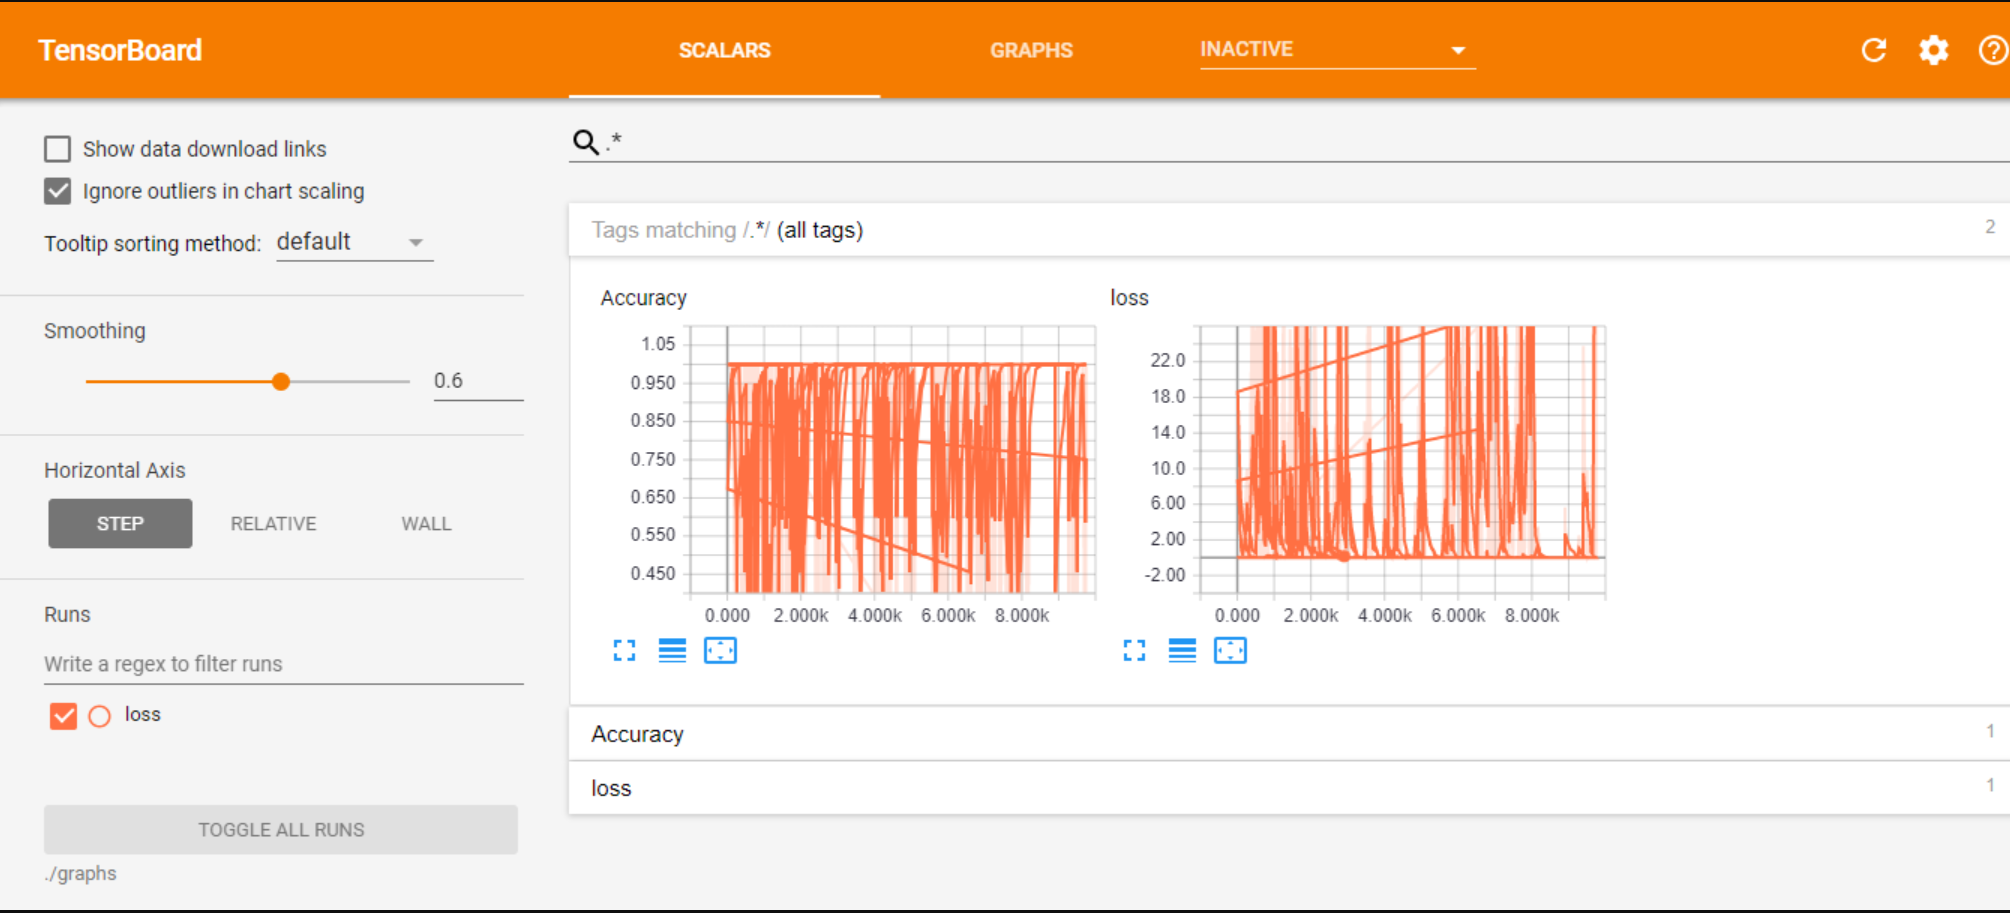 TensorBoard
SCALARS
GRAPHS
INACTIVE
Show data download links
Ignore outliers in chart scaling
Tooltip sorting method: default
Smoothing
0.6
Horizontal Axis
STEP
RELATIVE
WALL
Runs
Write a regex to filter runs
loss
TOGGLE ALL RUNS
./graphs
.*
Tags matching /.*/ (all tags)
2
Accuracy
1.05
0.950
0.850
0.750
0.650
0.550
0.450
0.000 2.000k 4.000k 6.000k 8.000k
loss
22.0
18.0
14.0
10.0
6.00
2.00
-2.00
0.000 2.000k 4.000k 6.000k 8.000k
Accuracy
1
loss
1